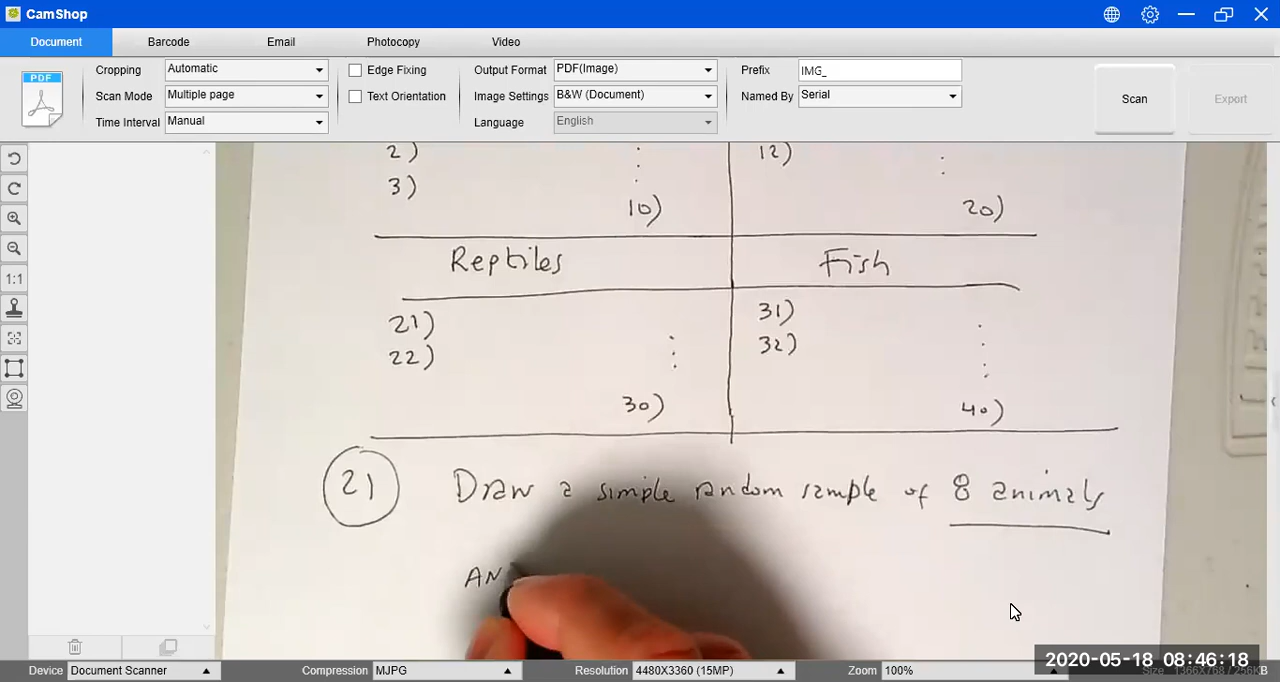 CamShop
Document Barcode Email Photocopy Video
PDF
Cropping Automatic
Scan Mode Multiple page
Time Interval Manual
Edge Fixing
Text Orientation
Output Format PDF(Image)
Image Settings B&W (Document)
Language English
Prefix IMG_
Named By Serial
Scan Export
1:1
2) 12)
3)
10) 20)
Reptiles Fish
21) 31)
22) 32)
30) 40)
21 Draw a simple random sample of 8 animals
AN
2020-05-18 08:46:18
Device Document Scanner Compression MJPG Resolution 4480X3360 (15MP) Zoom 100% Size 1366X768 / 256KB